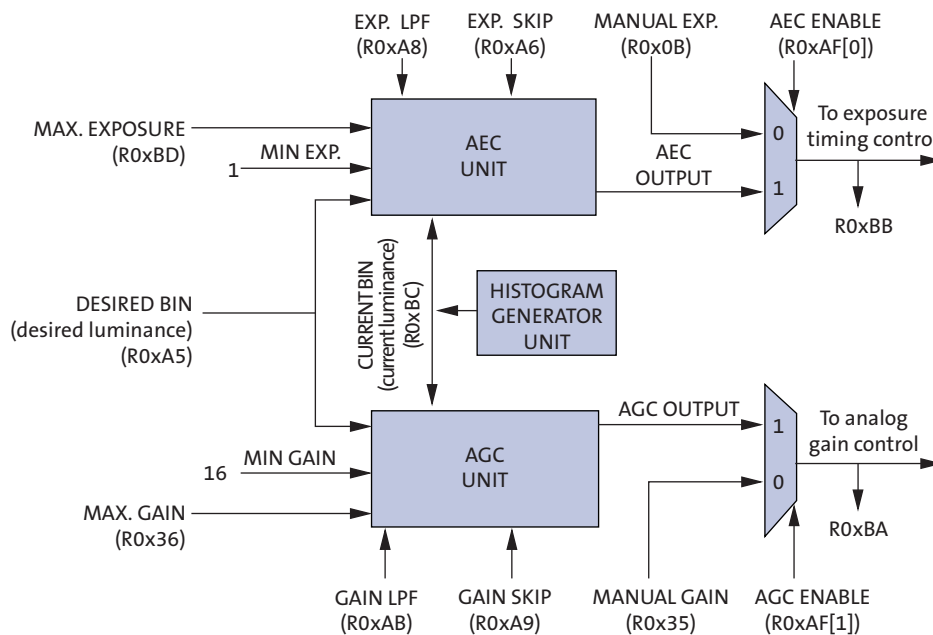 EXP. LPF
(R0xA8)
EXP. SKIP
(R0xA6)
MANUAL EXP.
(R0x0B)
AEC ENABLE
(R0xAF[0])
MAX. EXPOSURE
(R0xBD)
1
MIN EXP.
AEC
UNIT
AEC
OUTPUT
0
1
To exposure
timing control
R0xBB
DESIRED BIN
(desired luminance)
(R0xA5)
CURRENT BIN
(current luminance)
(R0xBC)
HISTOGRAM
GENERATOR
UNIT
16
MIN GAIN
MAX. GAIN
(R0x36)
AGC
UNIT
AGC OUTPUT
1
0
To analog
gain control
R0xBA
GAIN LPF
(R0xAB)
GAIN SKIP
(R0xA9)
MANUAL GAIN
(R0x35)
AGC ENABLE
(R0xAF[1])